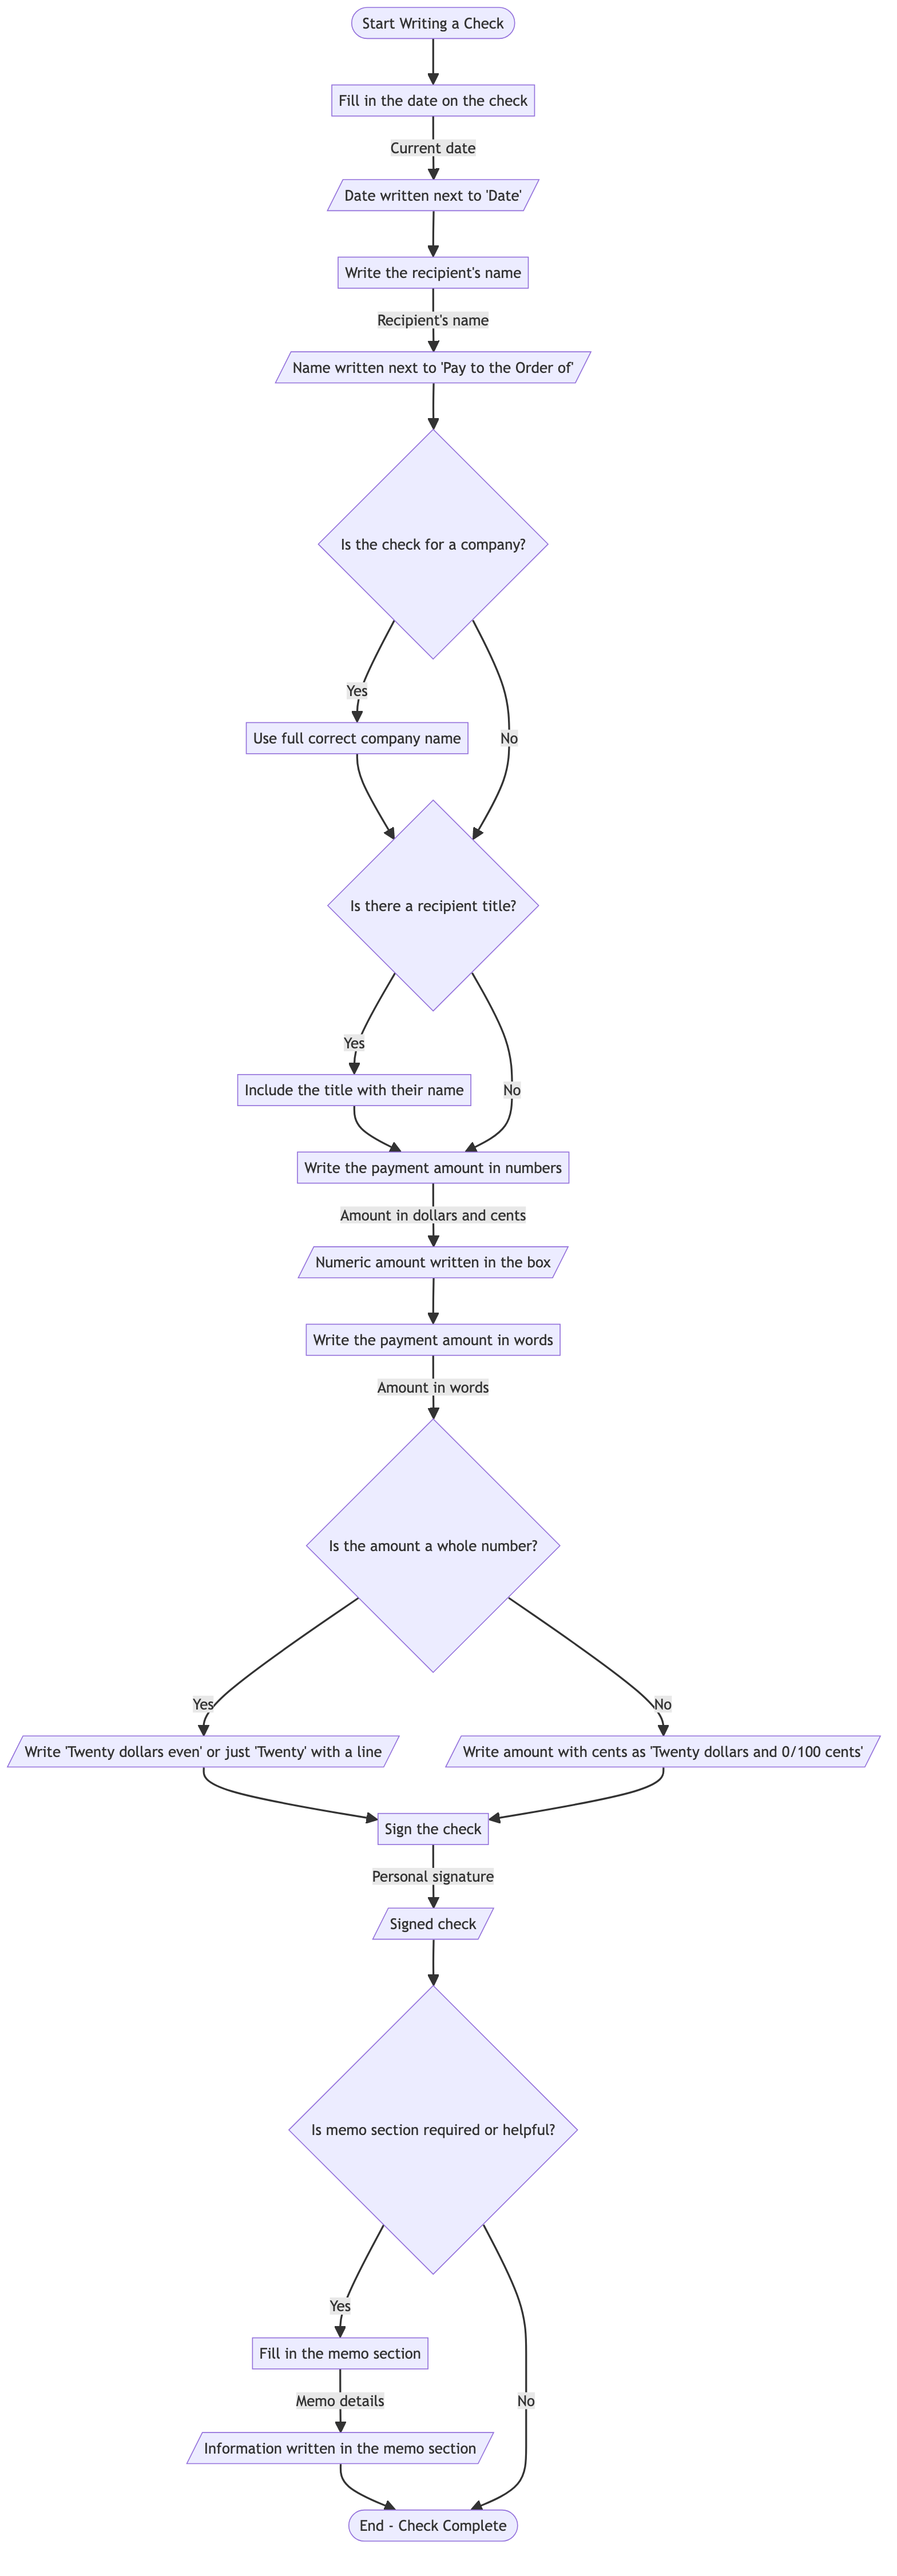 Start Writing a Check
Fill in the date on the check
Current date
Date written next to 'Date'
Write the recipient's name
Recipient's name
Name written next to 'Pay to the Order of'
Is the check for a company?
Yes
Use full correct company name
No
Is there a recipient title?
Yes
Include the title with their name
No
Write the payment amount in numbers
Amount in dollars and cents
Numeric amount written in the box
Write the payment amount in words
Amount in words
Is the amount a whole number?
Yes
No
Write 'Twenty dollars even' or just 'Twenty' with a line
Write amount with cents as 'Twenty dollars and 0/100 cents'
Sign the check
Personal signature
Signed check
Is memo section required or helpful?
Yes
Fill in the memo section
Memo details
No
Information written in the memo section
End - Check Complete